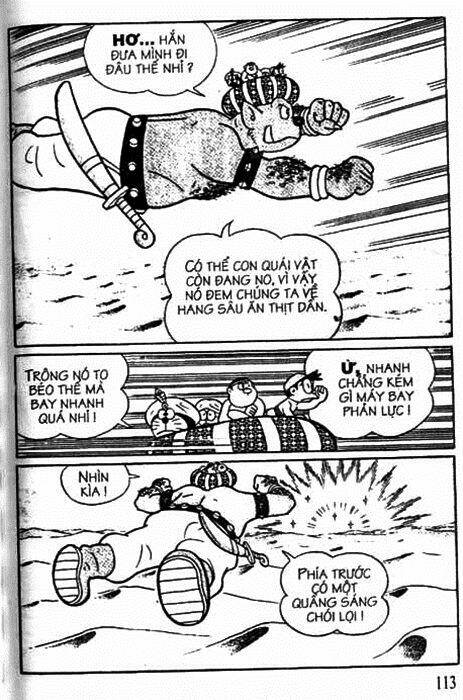 HƠ... HẮN
ĐƯA MÌNH ĐI
ĐÂU THẾ NHỈ ?
CÓ THỂ CON QUÁI VẬT
CÒN ĐANG NO, VÌ VẬY
NÓ ĐEM CHÚNG TA VỀ
HANG SÂU ĂN THỊT DẦN.
TRÔNG NÓ TO
BÉO THẾ MÀ
BAY NHANH
QUÁ NHỈ !
Ừ, NHANH
CHẲNG KÉM
GÌ MÁY BAY
PHẢN LỰC !
NHÌN
KÌA !
PHÍA TRƯỚC
CÓ MỘT
QUẦNG SÁNG
CHÓI LỌI !
113